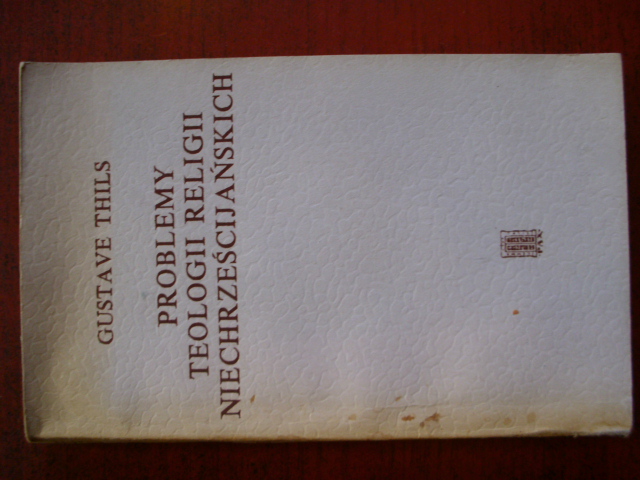 GUSTAVE THILS
PROBLEMY
TEOLOGII RELIGII
NIECHRZEŚCIJAŃSKICH